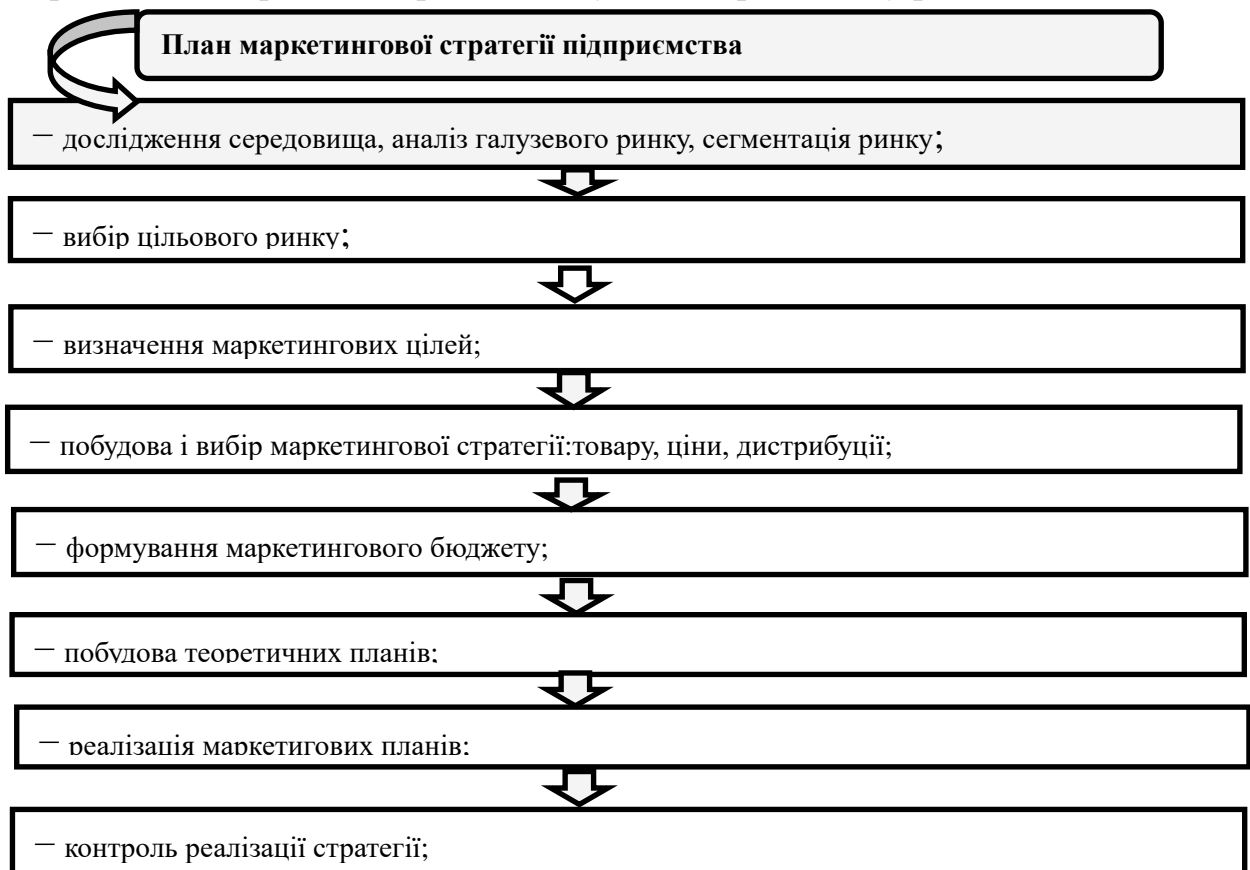 План маркетингової стратегії підприємства
— дослідження середовища, аналіз галузевого ринку, сегментація ринку;
— вибір цільового ринку;
— визначення маркетингових цілей;
— побудова і вибір маркетингової стратегії:товару, ціни, дистрибуції;
— формування маркетингового бюджету;
— побудова теоретичних планів;
— реалізація маркетигових планів;
— контроль реалізації стратегії;